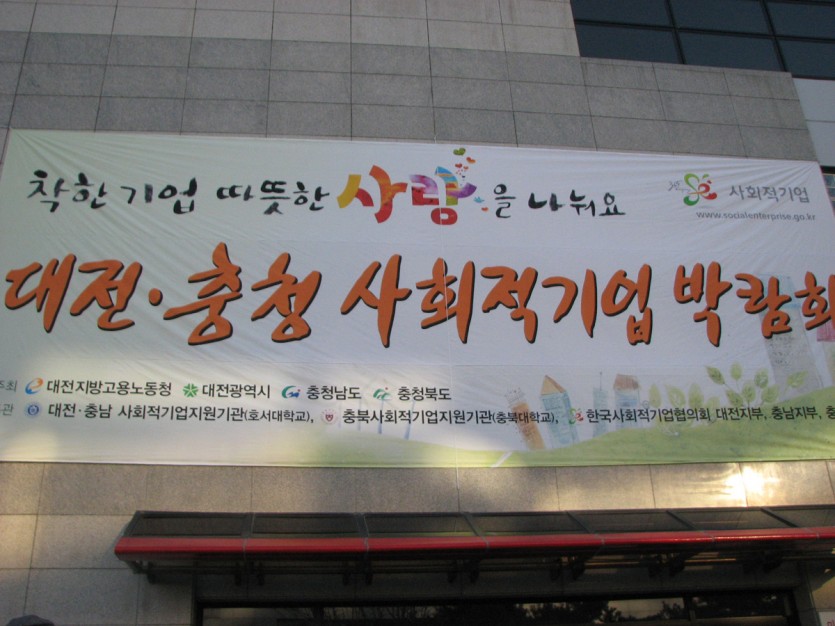 착한 기업 따뜻한 사랑을 나눠요
사회적기업
www.socialenterprise.go.kr
대전·충청 사회적기업 박람회
주최 대전지방고용노동청 대전광역시 충청남도 충청북도
대전·충남 사회적기업지원기관(호서대학교), 충북사회적기업지원기관(충북대학교), 한국사회적기업협의회 대전지부, 충남지부, 충